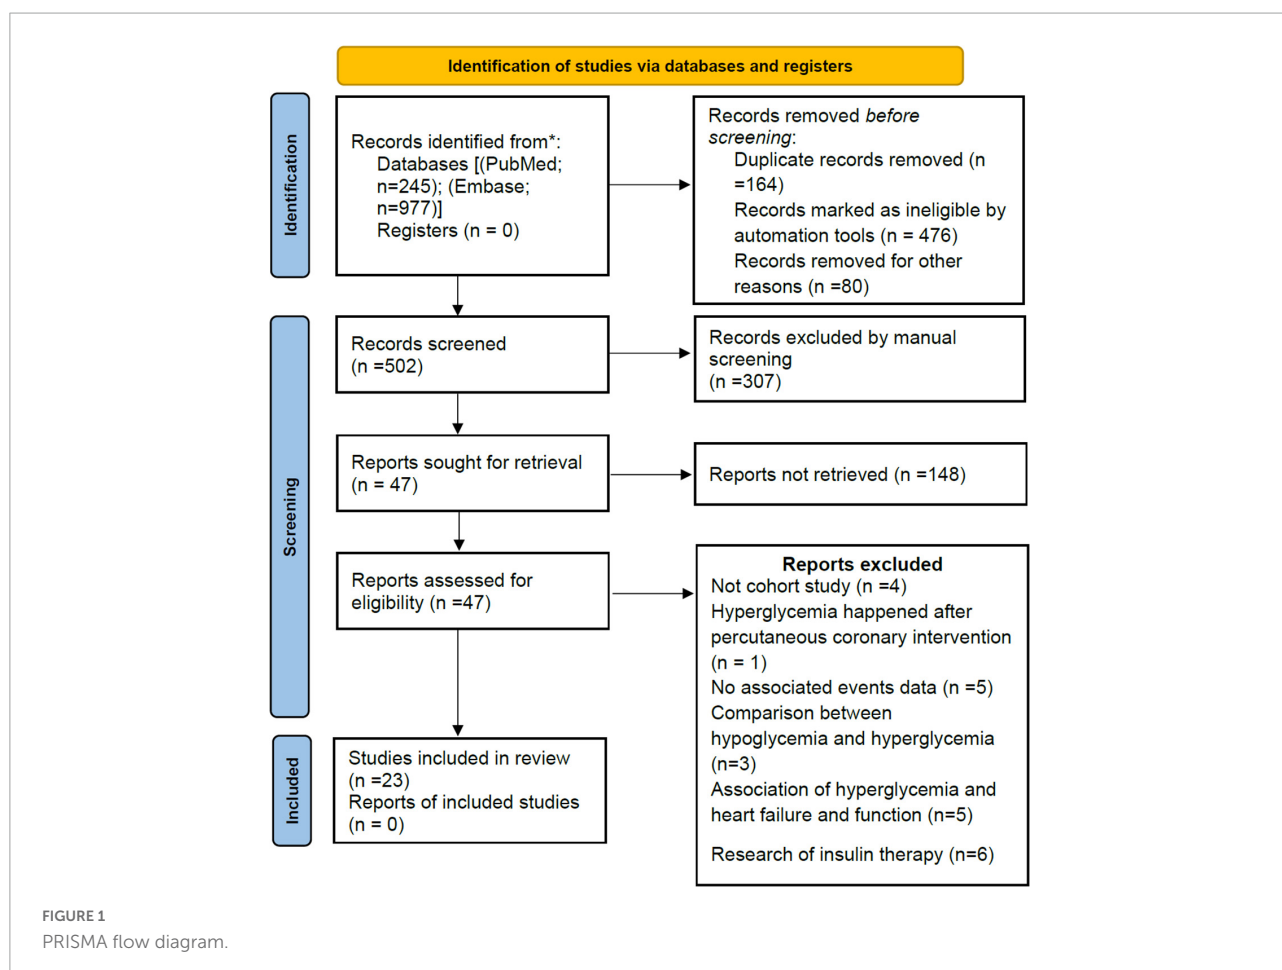 Identification of studies via databases and registers
Identification
Records identified from*:
Databases [(PubMed;
n=245); (Embase;
n=977)]
Registers (n = 0)
Records removed before
screening:
Duplicate records removed (n
=164)
Records marked as ineligible by
automation tools (n = 476)
Records removed for other
reasons (n =80)
Screening
Records screened
(n =502)
Records excluded by manual
screening
(n =307)
Reports sought for retrieval
(n = 47)
Reports not retrieved (n =148)
Reports assessed for
eligibility (n =47)
Reports excluded
Not cohort study (n =4)
Hyperglycemia happened after
percutaneous coronary intervention
(n = 1)
No associated events data (n =5)
Comparison between
hypoglycemia and hyperglycemia
(n=3)
Association of hyperglycemia and
heart failure and function (n=5)
Research of insulin therapy (n=6)
Included
Studies included in review
(n =23)
Reports of included studies
(n = 0)
FIGURE 1
PRISMA flow diagram.